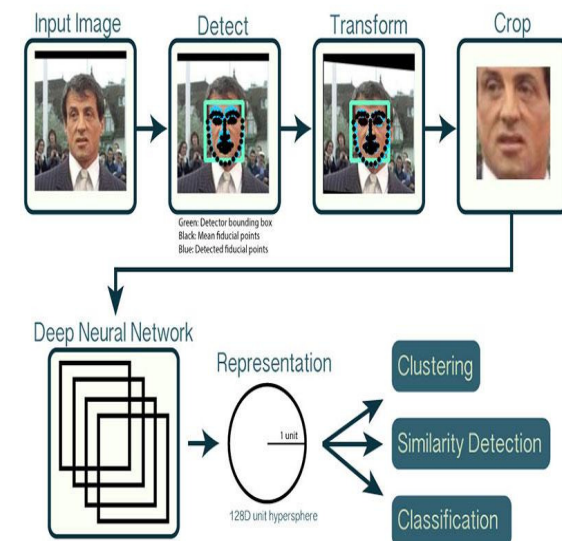 Input Image
Detect
Transform
Crop
Green: Detector bounding box
Black: Mean fiducial points
Blue: Detected fiducial points
Deep Neural Network
Representation
1 unit
128D unit hypersphere
Clustering
Similarity Detection
Classification